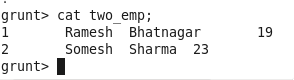 grunt> cat two_emp;
1 Ramesh Bhatnagar 19
2 Somesh Sharma 23
grunt>